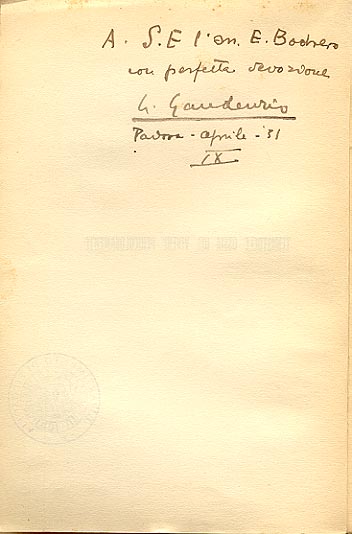 A. S. E l'on. E. Bodrero
con perfetta devozione
L. Gaudenzio
Padova - aprile - '31
IX